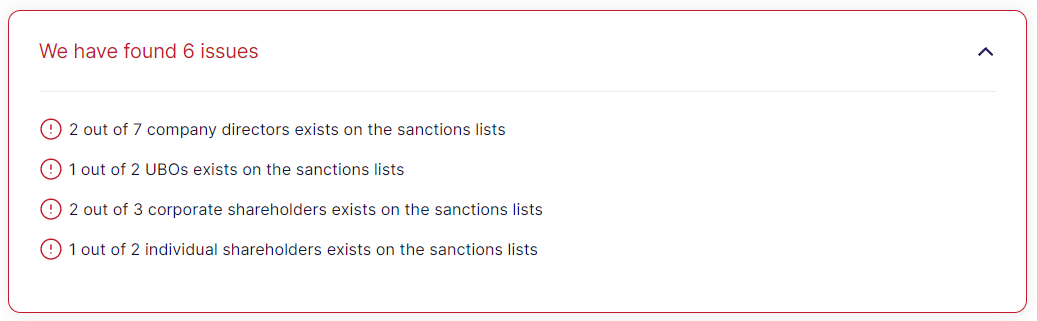 We have found 6 issues
2 out of 7 company directors exists on the sanctions lists
1 out of 2 UBOs exists on the sanctions lists
2 out of 3 corporate shareholders exists on the sanctions lists
1 out of 2 individual shareholders exists on the sanctions lists